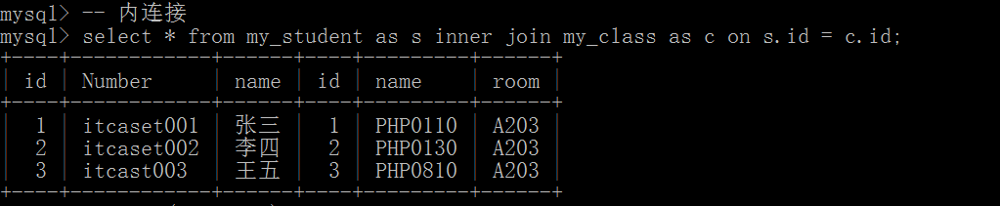 mysql> -- 内连接
mysql> select * from my_student as s inner join my_class as c on s.id = c.id;
+----+------------+------+----+---------+------+
| id | Number | name | id | name | room |
+----+------------+------+----+---------+------+
| 1 | itcaset001 | 张三 | 1 | PHP0110 | A203 |
| 2 | itcaset002 | 李四 | 2 | PHP0130 | A203 |
| 3 | itcast003 | 王五 | 3 | PHP0810 | A203 |
+----+------------+------+----+---------+------+